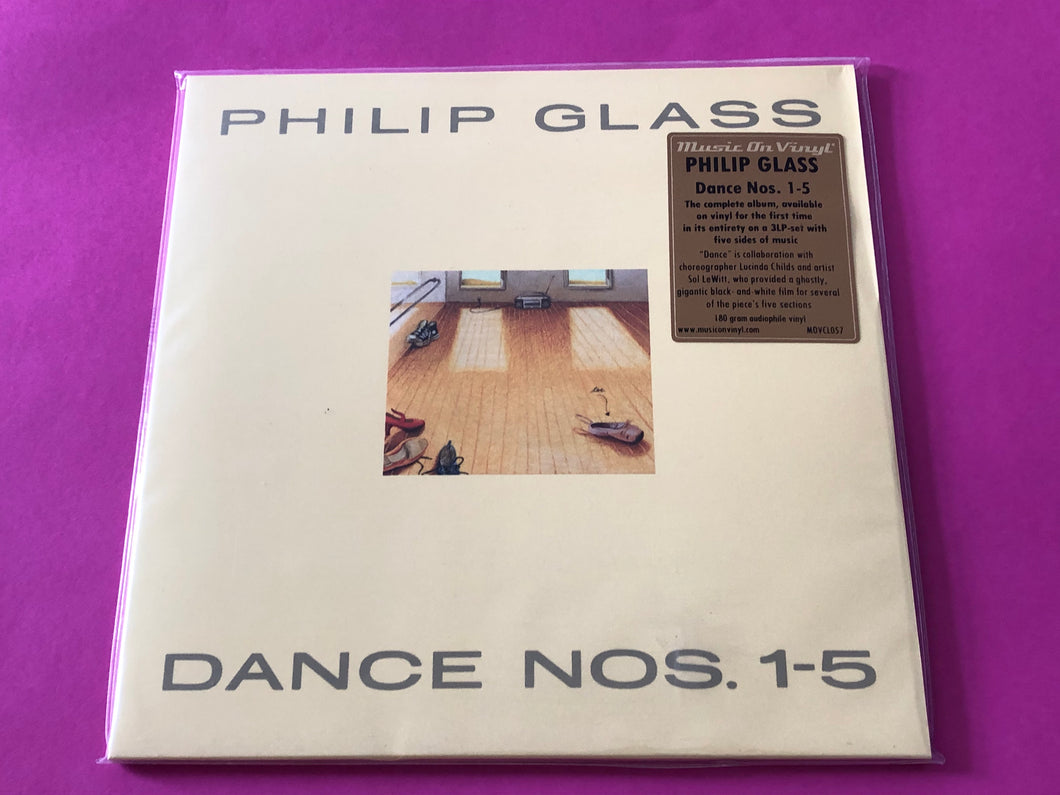 PHILIP GLASS
Music On Vinyl
PHILIP GLASS
Dance Nos. 1-5
The complete album, available
on vinyl for the first time
in its entirety on a 3LP-set with
five sides of music
"Dance" is collaboration with
choreographer Lucinda Childs and artist
Sol LeWitt, who provided a ghostly,
gigantic black- and-white film for several
of the piece's five sections
180 gram audiophile vinyl
www.musiconvinyl.com MOVCL057
DANCE NOS. 1-5